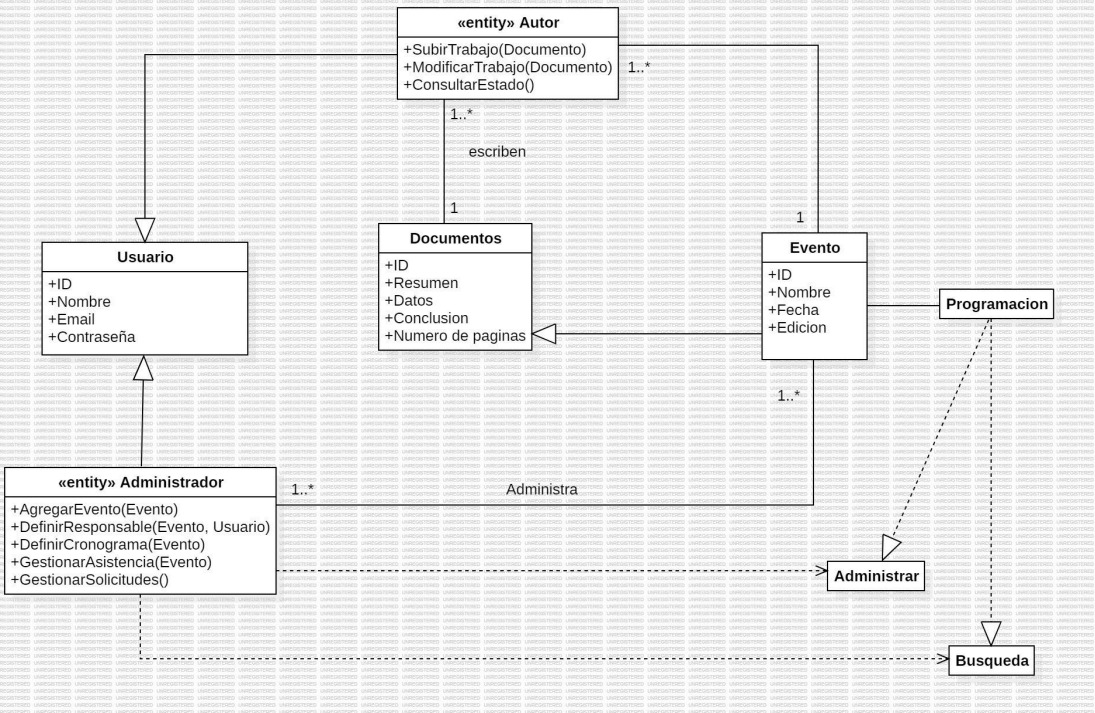 «entity» Autor
+SubirTrabajo(Documento)
+ModificarTrabajo(Documento)
+ConsultarEstado()
1..*
1..*
escriben
1
1
Usuario
+ID
+Nombre
+Email
+Contraseña
Documentos
+ID
+Resumen
+Datos
+Conclusion
+Numero de paginas
Evento
+ID
+Nombre
+Fecha
+Edicion
Programacion
1..*
«entity» Administrador
+AgregarEvento(Evento)
+DefinirResponsable(Evento, Usuario)
+DefinirCronograma(Evento)
+GestionarAsistencia(Evento)
+GestionarSolicitudes()
1..*
Administra
Administrar
Busqueda